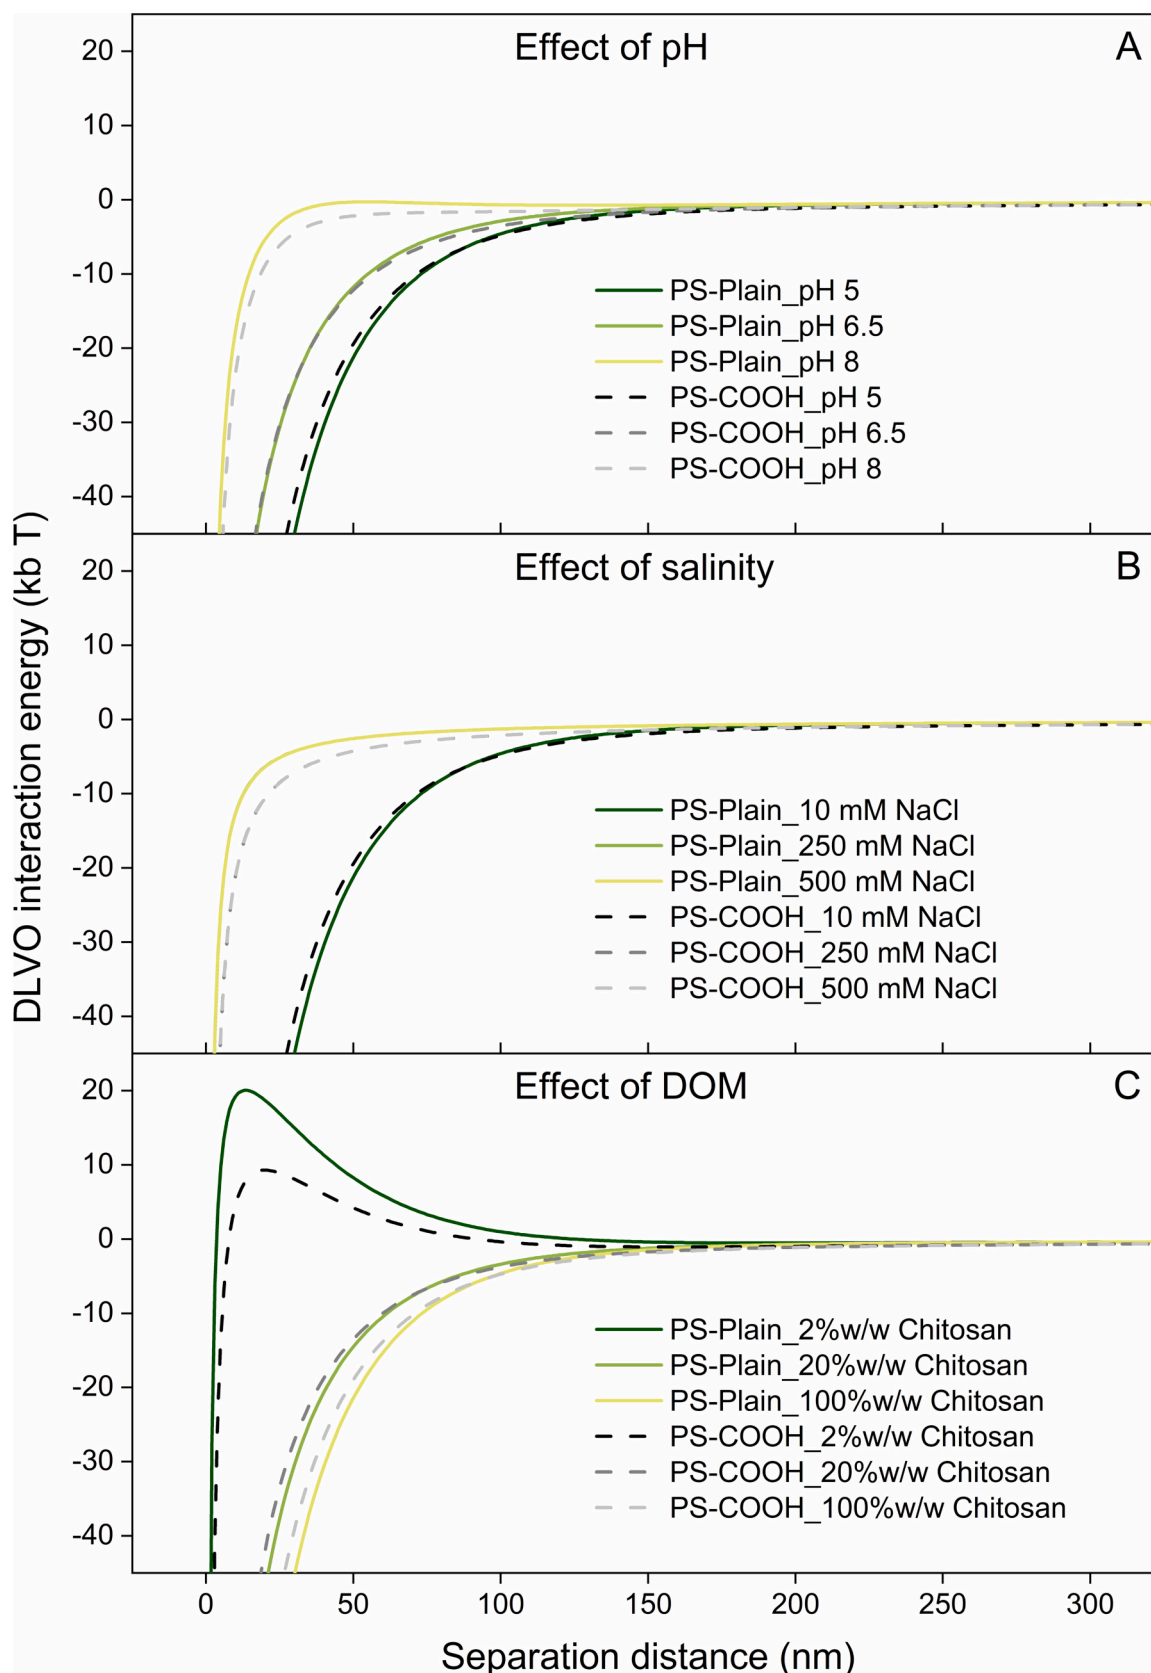 Effect of pH
A
20
10
0
-10
-20
-30
-40
PS-Plain_pH 5
PS-Plain_pH 6.5
PS-Plain_pH 8
PS-COOH_pH 5
PS-COOH_pH 6.5
PS-COOH_pH 8
DLVO interaction energy (kb T)
Effect of salinity
B
20
10
0
-10
-20
-30
-40
PS-Plain_10 mM NaCl
PS-Plain_250 mM NaCl
PS-Plain_500 mM NaCl
PS-COOH_10 mM NaCl
PS-COOH_250 mM NaCl
PS-COOH_500 mM NaCl
Effect of DOM
C
20
10
0
-10
-20
-30
-40
PS-Plain_2%w/w Chitosan
PS-Plain_20%w/w Chitosan
PS-Plain_100%w/w Chitosan
PS-COOH_2%w/w Chitosan
PS-COOH_20%w/w Chitosan
PS-COOH_100%w/w Chitosan
0 50 100 150 200 250 300
Separation distance (nm)